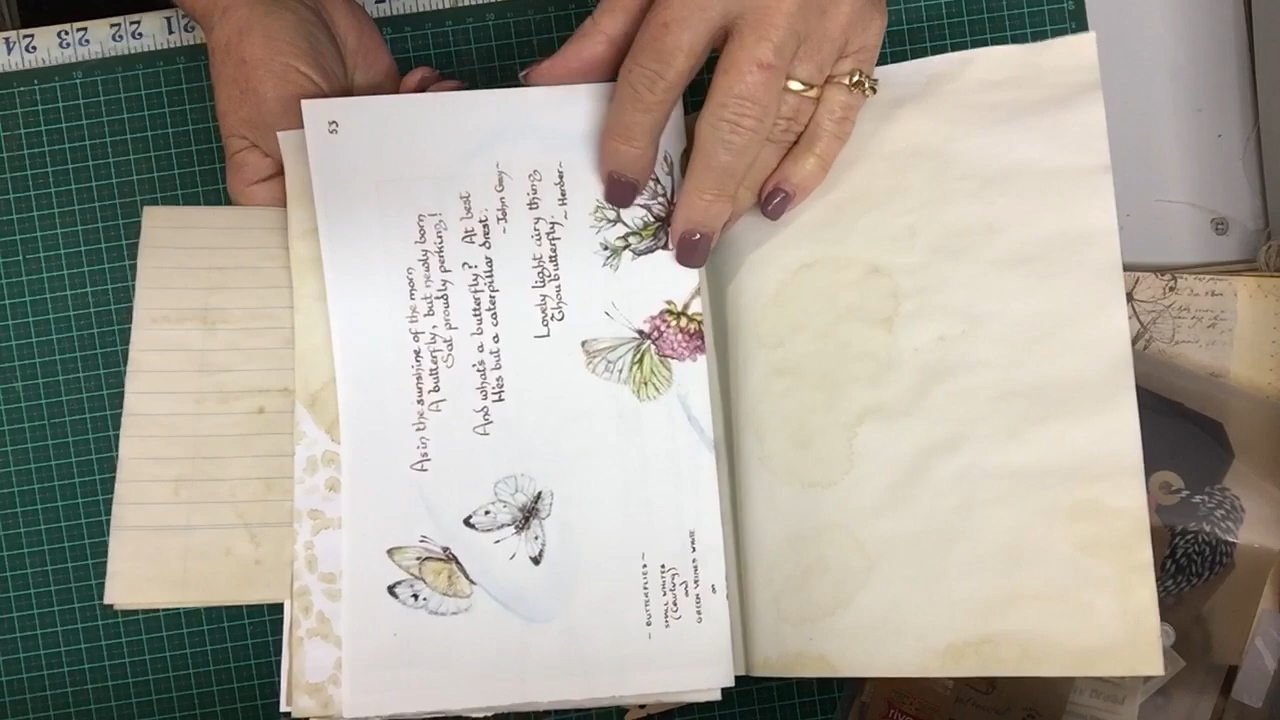 53
As in the sunshine of the morn
A butterfly, but newly born
Sat proudly perking!
And what's a butterfly? At best
He's but a caterpillar drest.
~John Gay~
Lovely light airy thing
Thou butterfly.
~ Herder~
~ BUTTERFLIES ~
SMALL WHITES
(Courting)
and
GREEN VEINED WHITE
on
24
23
22
21